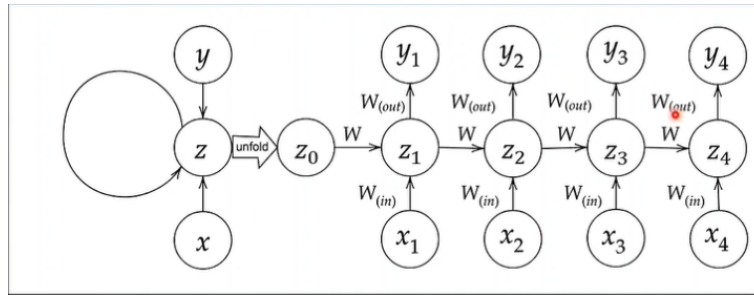 y y₁ y₂ y₃ y₄
W₍out₎ W₍out₎ W₍out₎ W₍out₎
W W W W
z unfold z₀ z₁ z₂ z₃ z₄
W₍in₎ W₍in₎ W₍in₎ W₍in₎
x x₁ x₂ x₃ x₄